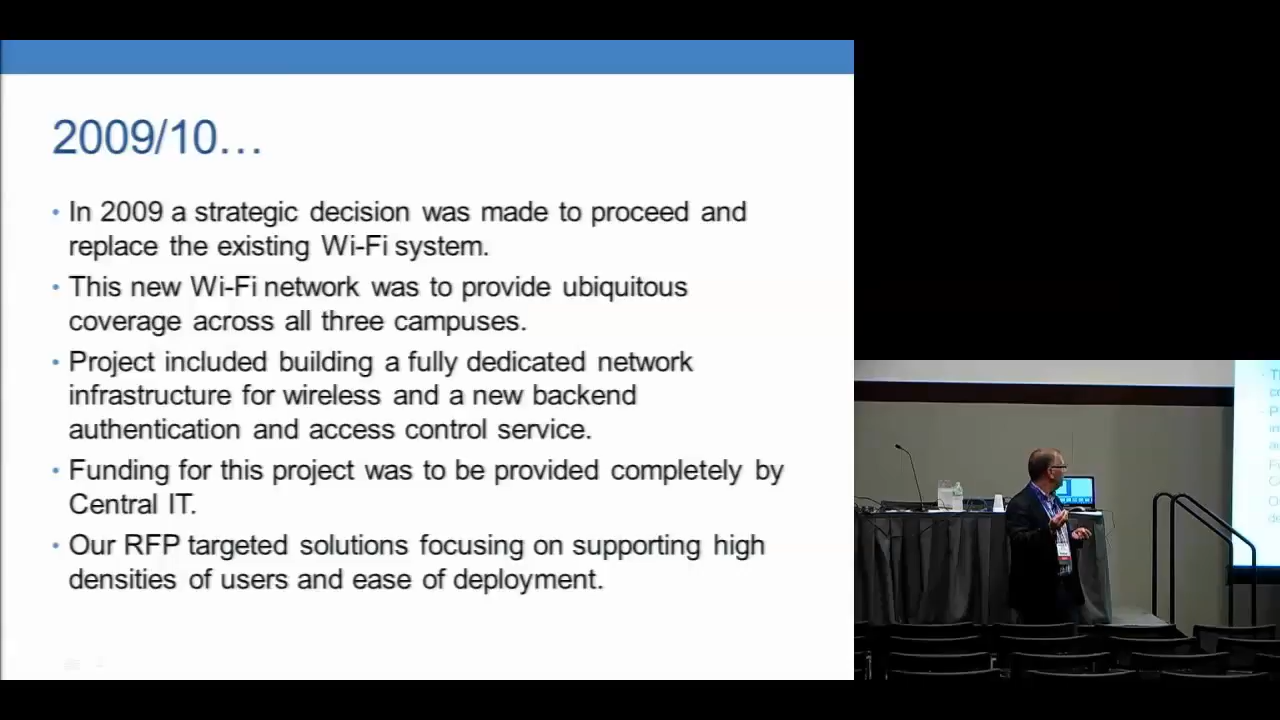 2009/10…
• In 2009 a strategic decision was made to proceed and
replace the existing Wi-Fi system.
• This new Wi-Fi network was to provide ubiquitous
coverage across all three campuses.
• Project included building a fully dedicated network
infrastructure for wireless and a new backend
authentication and access control service.
• Funding for this project was to be provided completely by
Central IT.
• Our RFP targeted solutions focusing on supporting high
densities of users and ease of deployment.